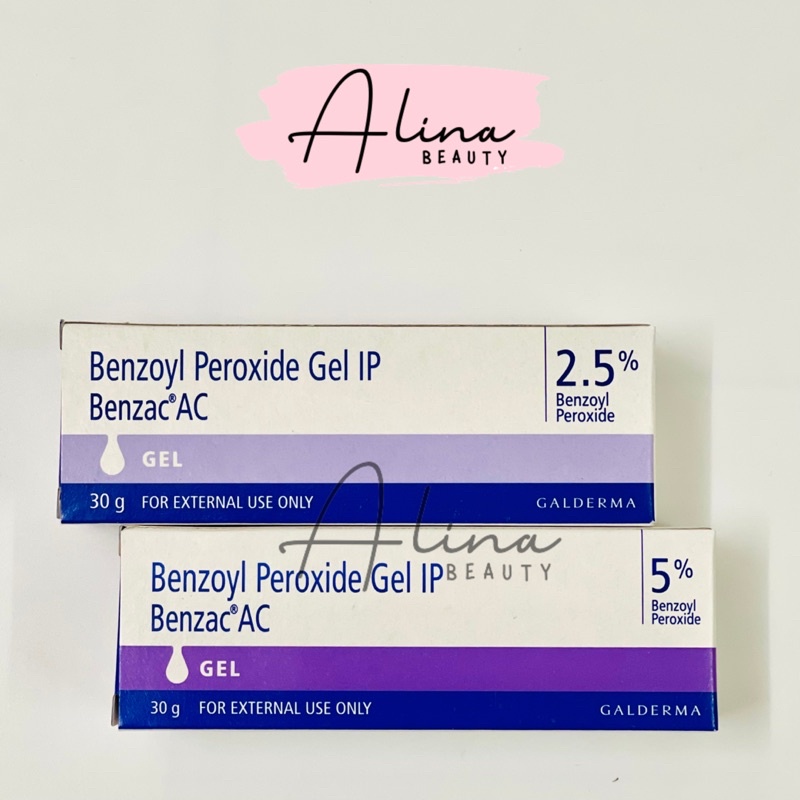 Alina
BEAUTY
Benzoyl Peroxide Gel IP
Benzac® AC
2.5%
Benzoyl
Peroxide
GEL
30 g FOR EXTERNAL USE ONLY
GALDERMA
Alina
BEAUTY
Benzoyl Peroxide Gel IP
Benzac® AC
5%
Benzoyl
Peroxide
GEL
30 g FOR EXTERNAL USE ONLY
GALDERMA